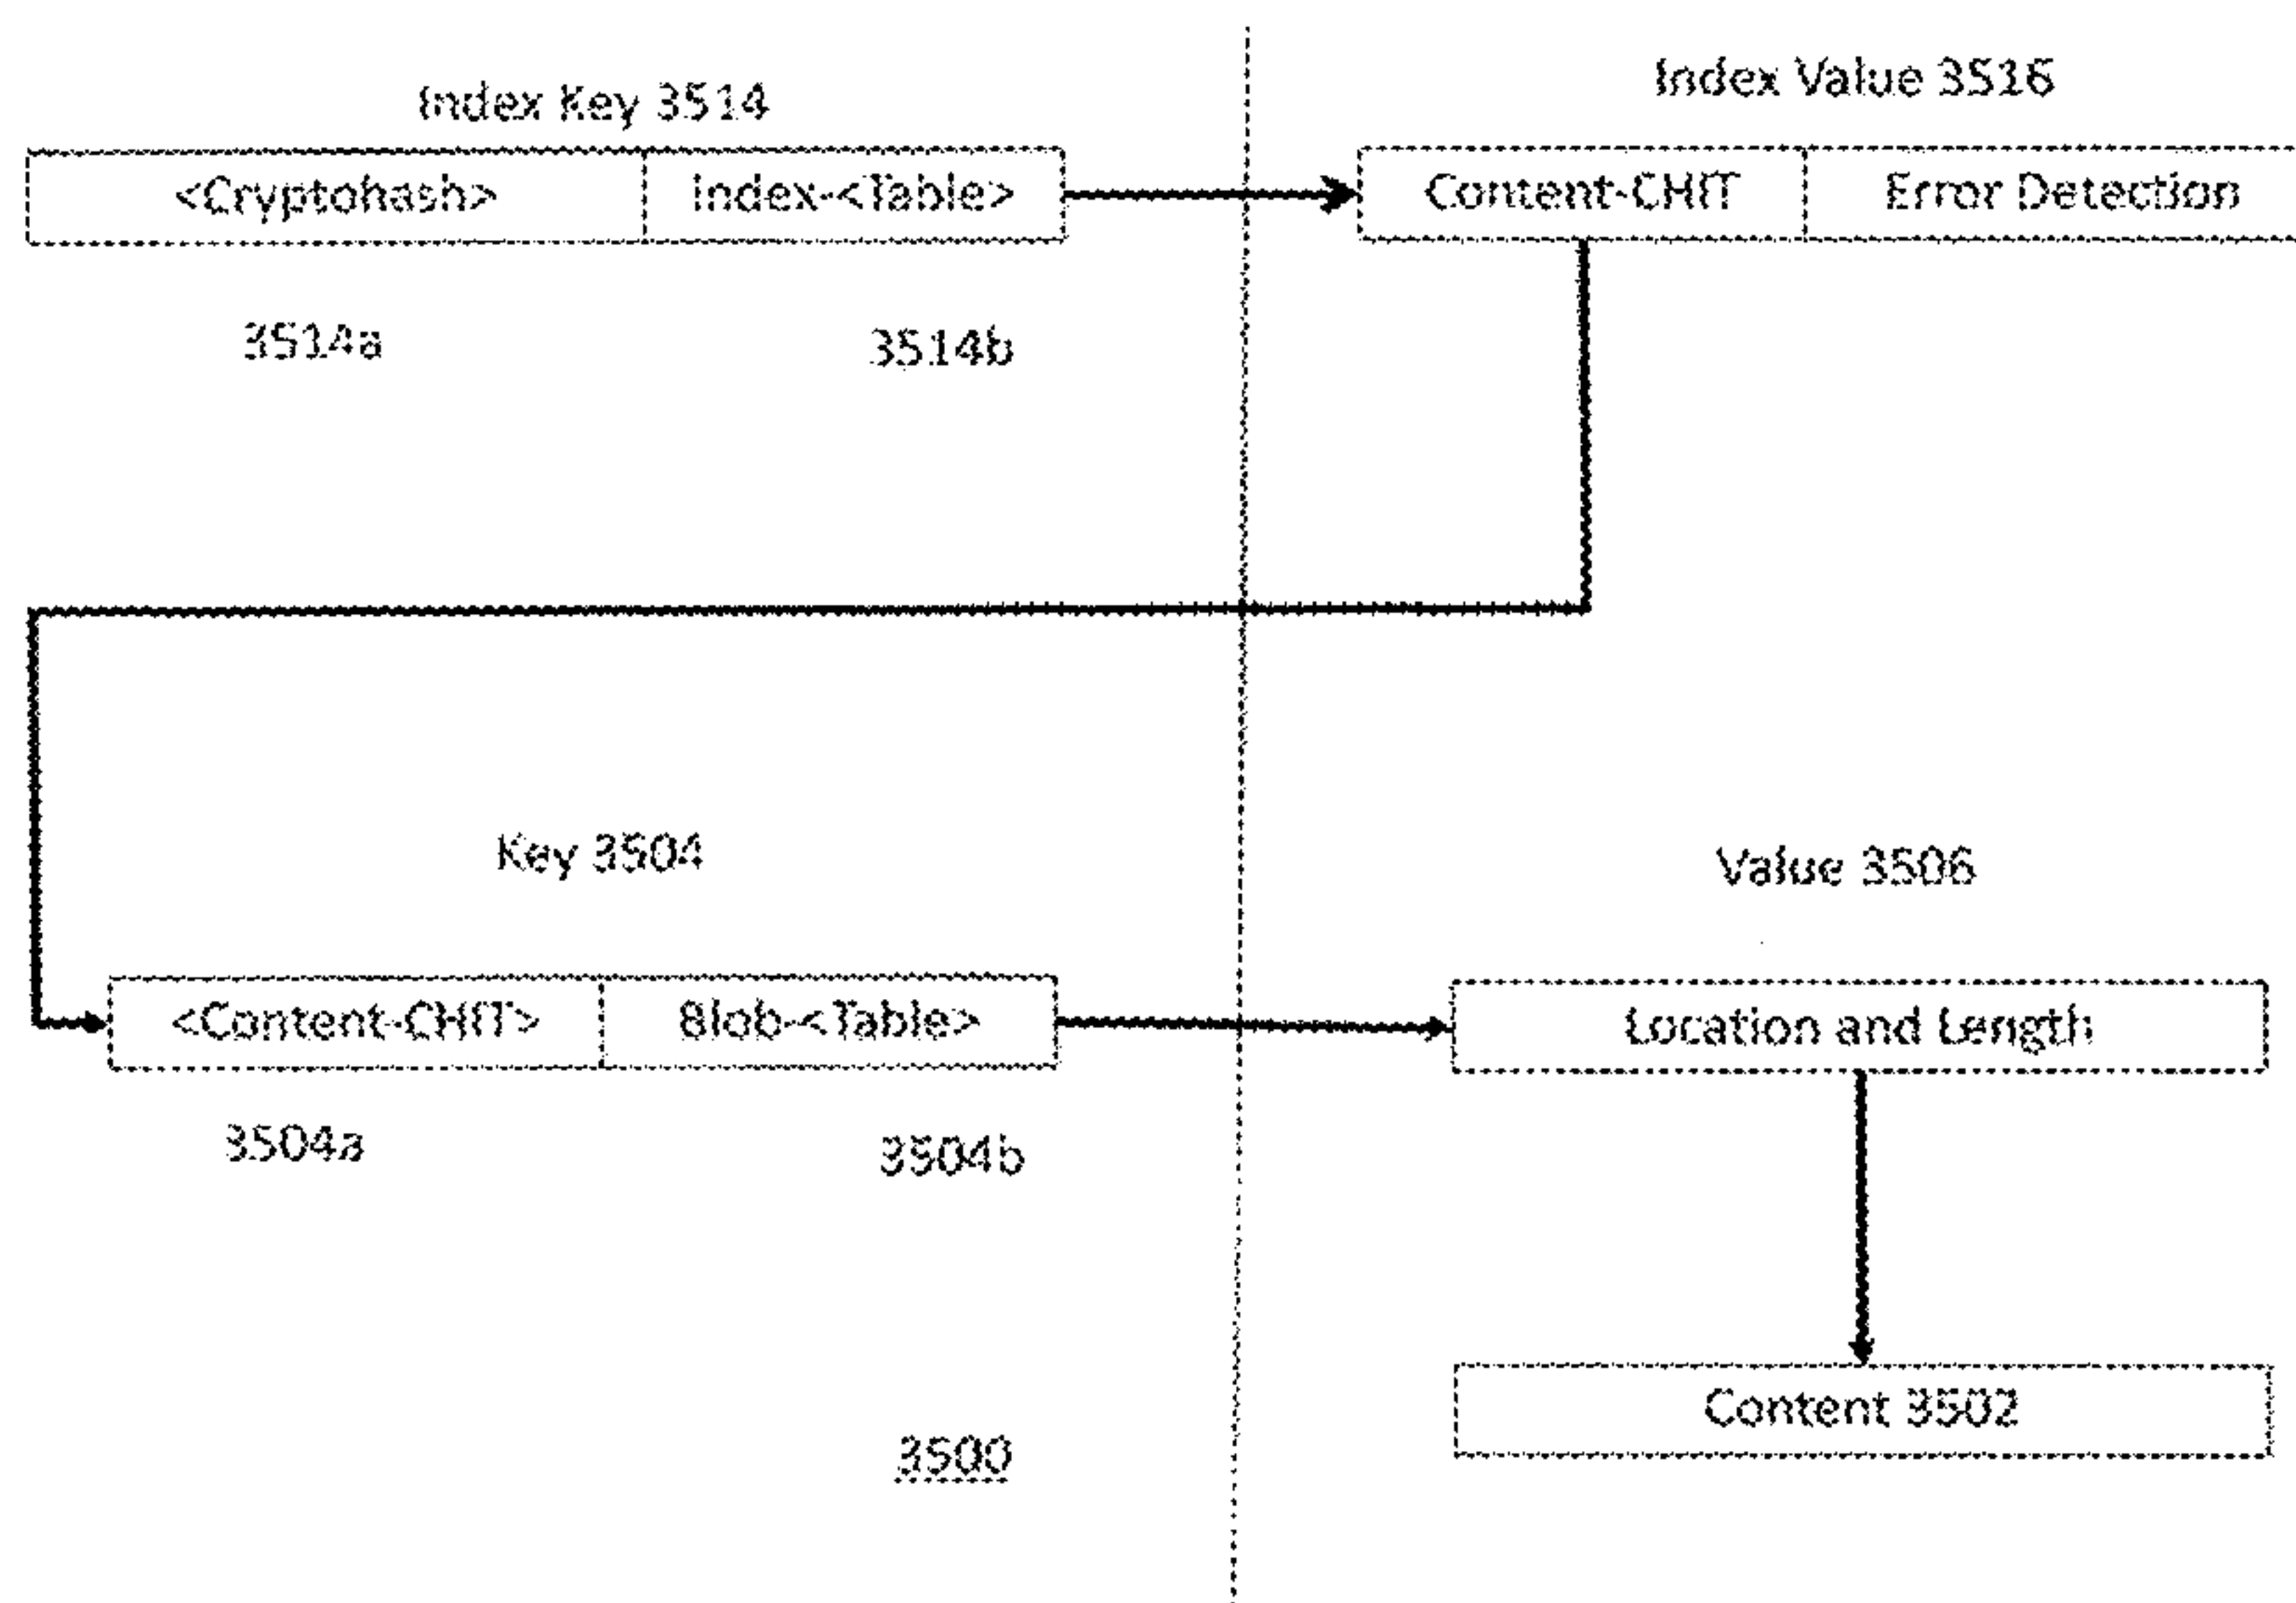 Index Key 3514
Index Value 3516
<Cryptohash>
Index-<Table>
Content-CHIT
Error Detection
3514a
3514b
Key 3504
Value 3506
<Content-CHIT>
Blob-<Table>
Location and Length
3504a
3504b
Content 3502
3500